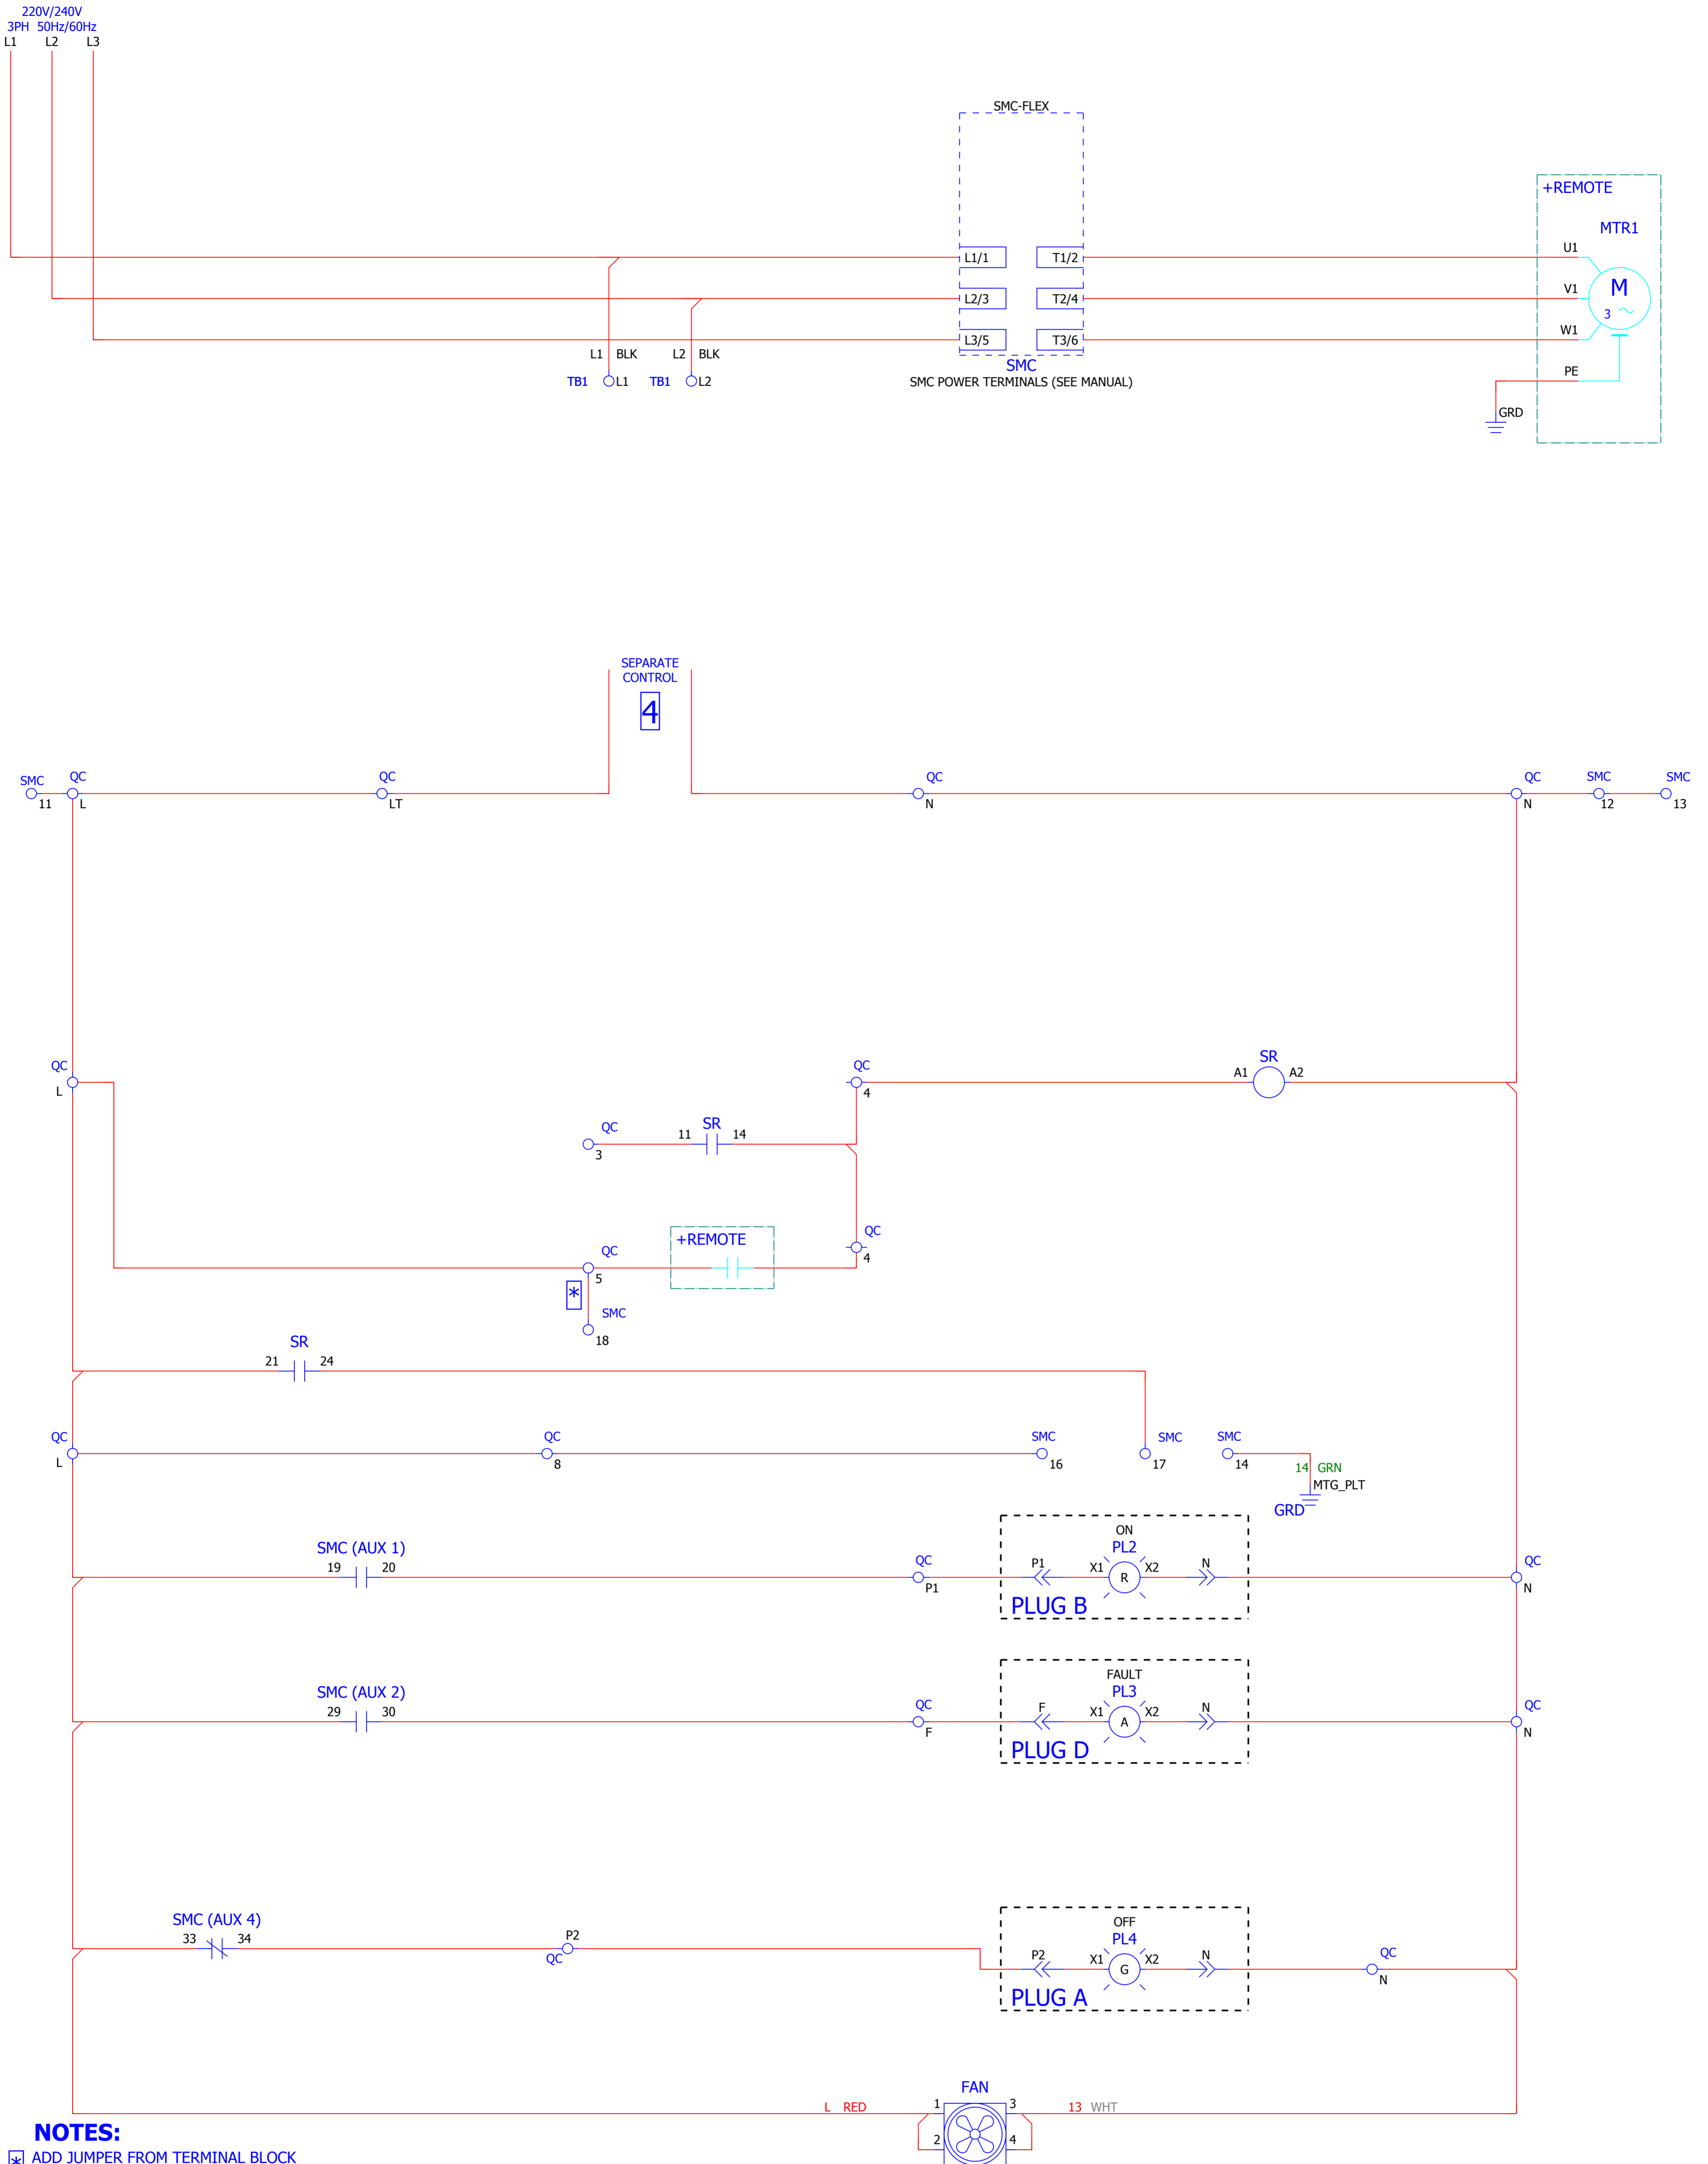 220V/240V
3PH 50Hz/60Hz
L1 L2 L3
SMC-FLEX
+REMOTE
MTR1
L1/1 T1/2 U1
L2/3 T2/4 V1 M
3 ~
L3/5 T3/6 W1
L1 BLK L2 BLK
SMC
TB1 L1 TB1 L2
SMC POWER TERMINALS (SEE MANUAL)
PE
GRD
SEPARATE
CONTROL
4
SMC QC QC QC QC SMC SMC
11 L LT N N 12 13
QC QC SR
L 4 A1 A2
QC SR
3 11 14
+REMOTE
QC QC
5 4
*
SMC
18
SR
21 24
QC QC SMC SMC SMC
L 8 16 17 14
14 GRN
MTG_PLT
GRD
ON
SMC (AUX 1) PL2
19 20 QC P1 X1 X2 N QC
P1 R N
PLUG B
FAULT
SMC (AUX 2) PL3
29 30 QC F X1 X2 N QC
F A N
PLUG D
OFF
SMC (AUX 4) PL4
33 34 P2 P2 X1 X2 N QC
QC G N
PLUG A
FAN
L RED 1 3 13 WHT
2 4
NOTES:
* ADD JUMPER FROM TERMINAL BLOCK